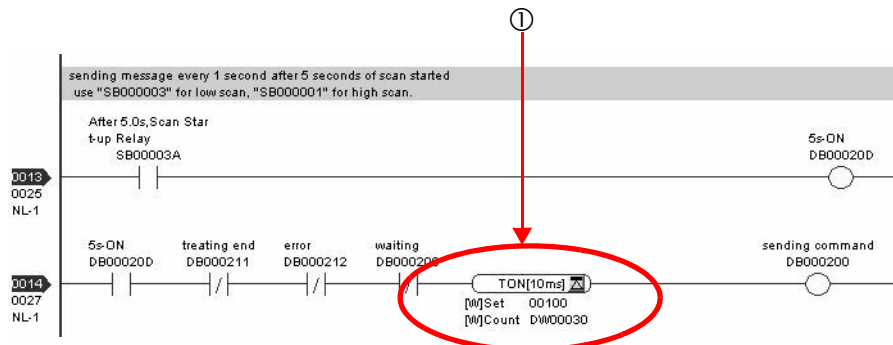 ①
sending message every 1 second after 5 seconds of scan started
use "SB000003" for low scan, "SB000001" for high scan.
After 5.0s,Scan Star
t-up Relay
SB00003A
5s-ON
DB00020D
0013
0025
NL-1
5s-ON treating end error waiting sending command
DB00020D DB000211 DB000212 DB000200
0014
TON[10ms]
0027
[W]Set 00100
NL-1
[W]Count DW00030